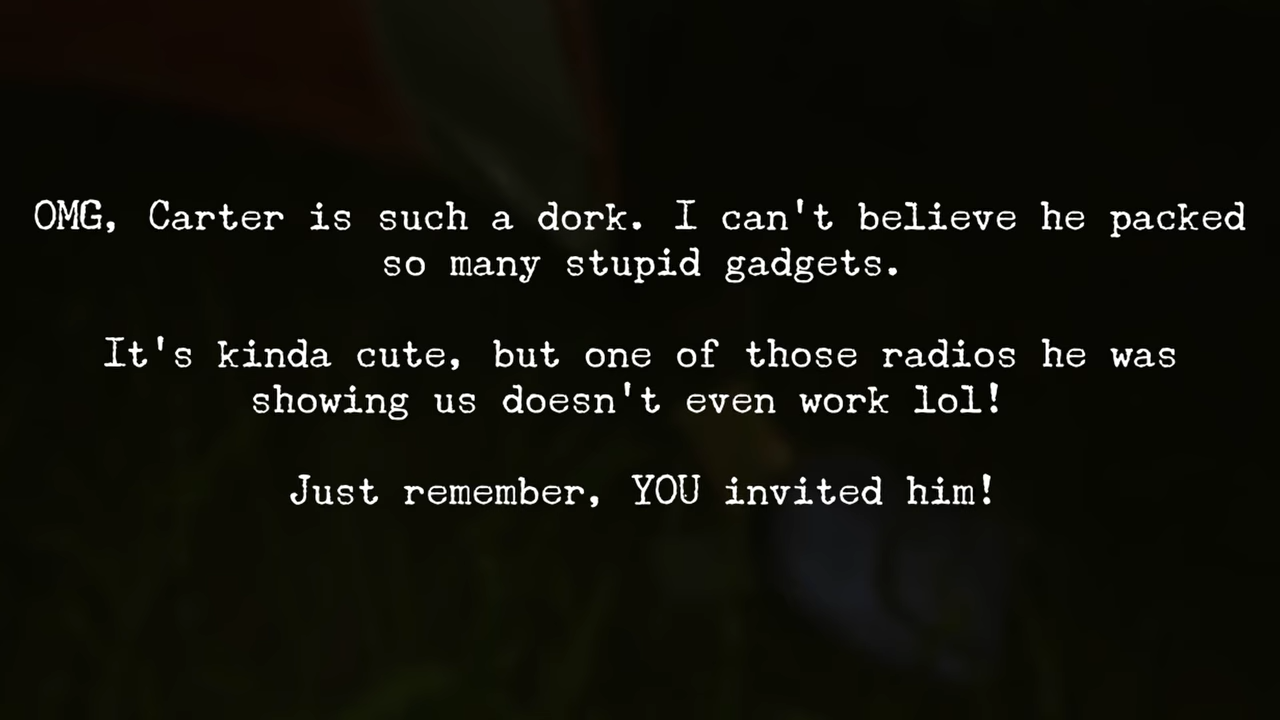 OMG, Carter is such a dork. I can't believe he packed
so many stupid gadgets.
It's kinda cute, but one of those radios he was
showing us doesn't even work lol!
Just remember, YOU invited him!